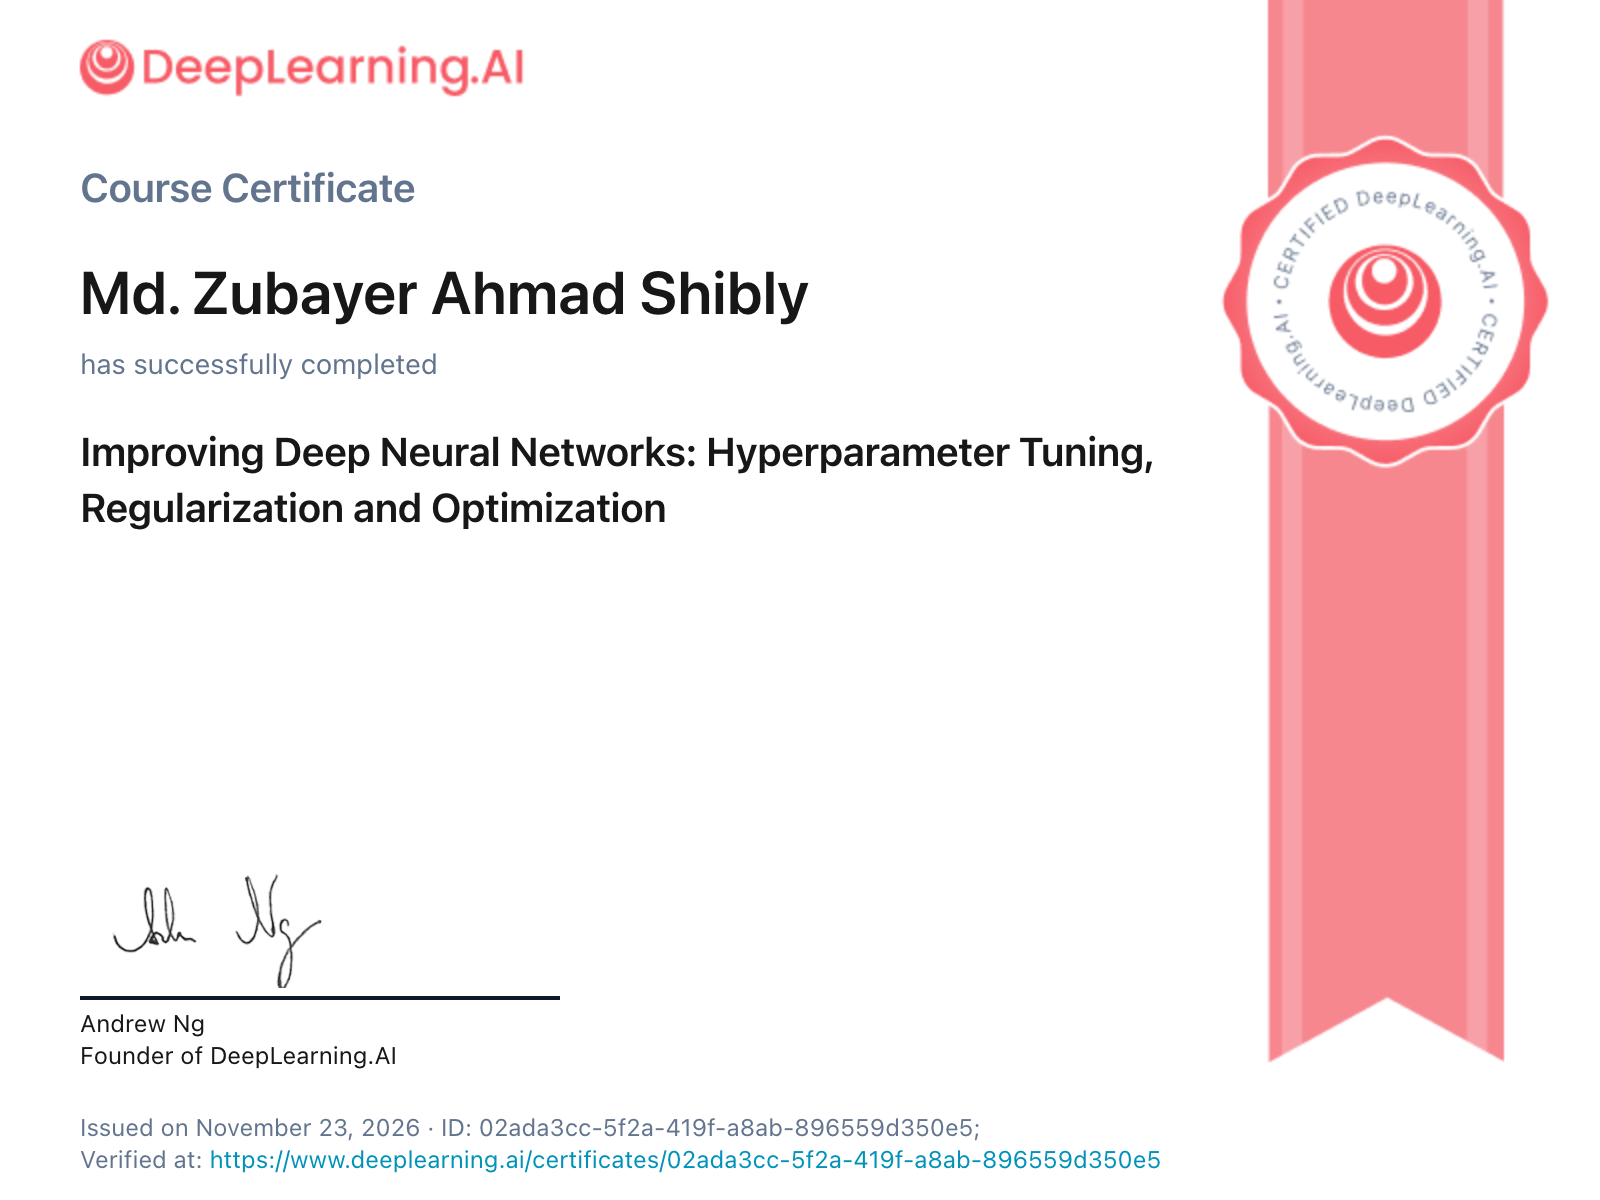 DeepLearning.AI
Course Certificate
Md. Zubayer Ahmad Shibly
has successfully completed
Improving Deep Neural Networks: Hyperparameter Tuning,
Regularization and Optimization
CERTIFIED DeepLearning.AI • CERTIFIED DeepLearning.AI •
Andrew Ng
Founder of DeepLearning.AI
Issued on November 23, 2026 · ID: 02ada3cc-5f2a-419f-a8ab-896559d350e5;
Verified at: https://www.deeplearning.ai/certificates/02ada3cc-5f2a-419f-a8ab-896559d350e5